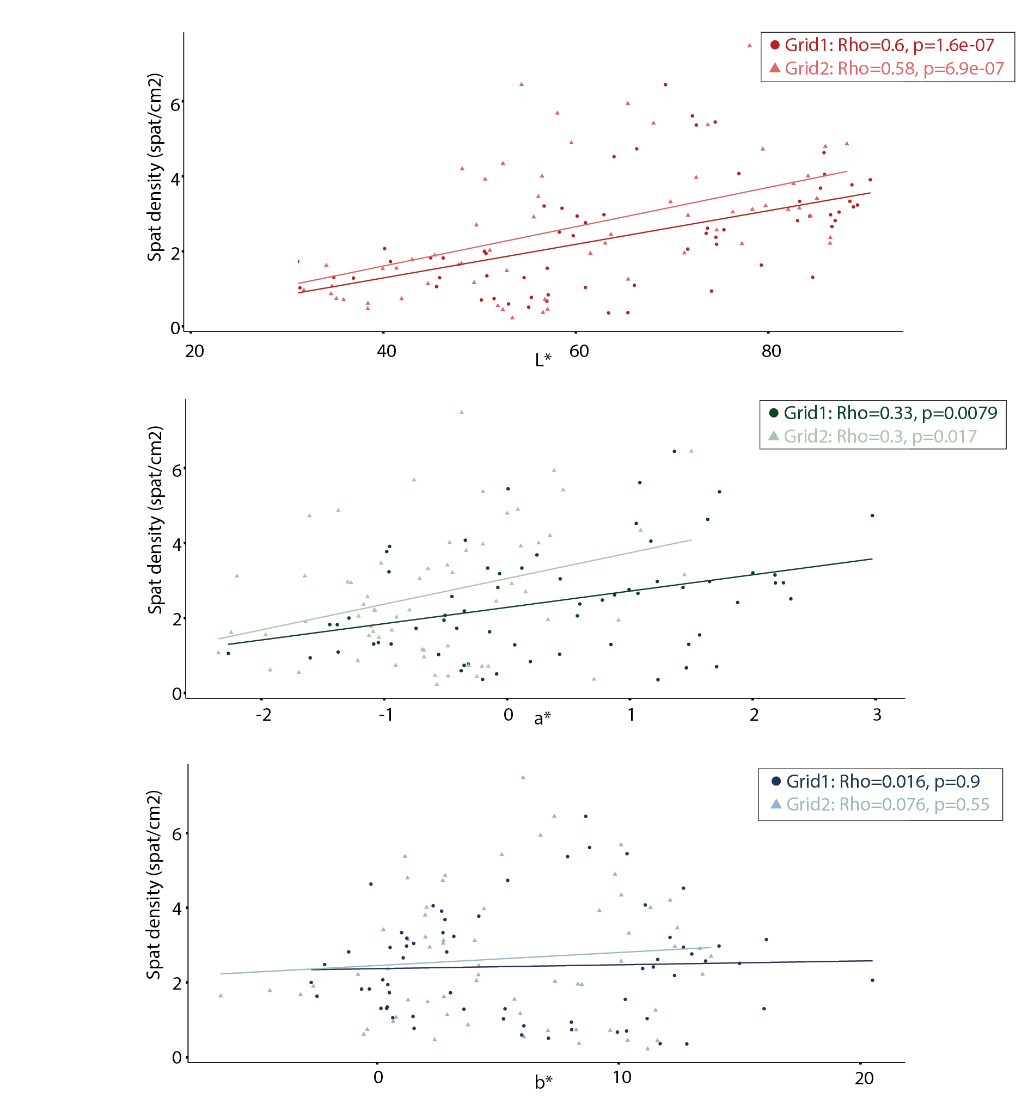 Grid1: Rho=0.6, p=1.6e-07
Grid2: Rho=0.58, p=6.9e-07
Spat density (spat/cm2)
6
4
2
0
20 40 60 80
L*
Grid1: Rho=0.33, p=0.0079
Grid2: Rho=0.3, p=0.017
Spat density (spat/cm2)
6
4
2
0
-2 -1 0 1 2 3
a*
Grid1: Rho=0.016, p=0.9
Grid2: Rho=0.076, p=0.55
Spat density (spat/cm2)
6
4
2
0
0 10 20
b*